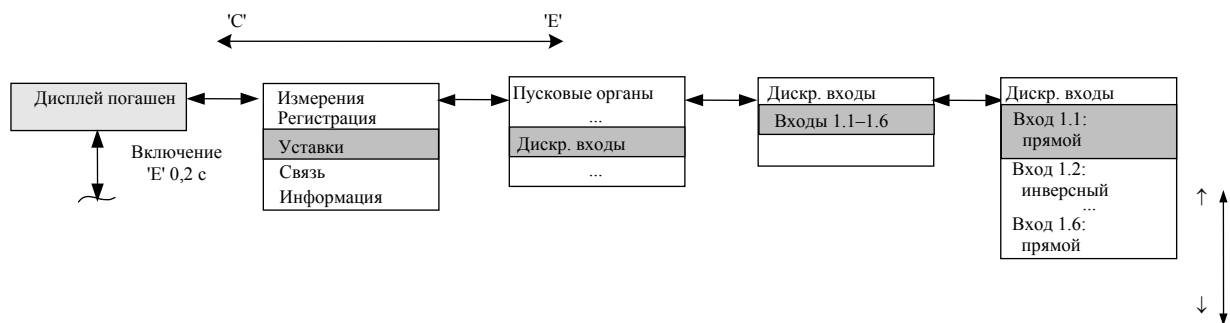 'C' 'E'
Дисплей погашен
Включение
'E' 0,2 с
Измерения
Регистрация
Уставки
Связь
Информация
Пусковые органы
...
Дискр. входы
...
Дискр. входы
Входы 1.1–1.6
Дискр. входы
Вход 1.1:
прямой
Вход 1.2:
инверсный
...
Вход 1.6:
прямой
↑
↓